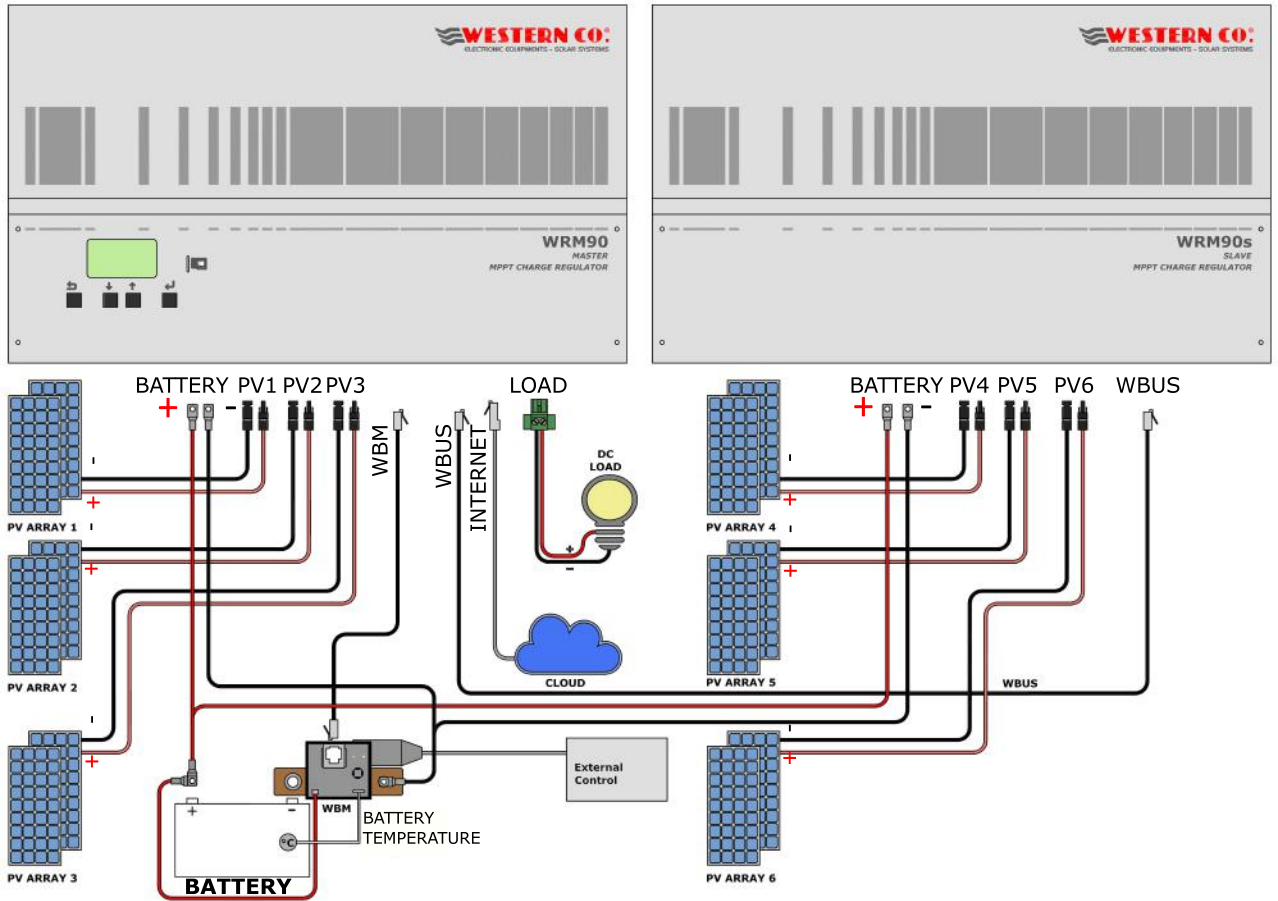 WESTERN CO.
ELECTRONIC EQUIPMENTS - SOLAR SYSTEMS
WRM90
MASTER
MPPT CHARGE REGULATOR
WESTERN CO.
ELECTRONIC EQUIPMENTS - SOLAR SYSTEMS
WRM90s
SLAVE
MPPT CHARGE REGULATOR
BATTERY PV1 PV2 PV3
+ -
WBM
WBUS
INTERNET
LOAD
DC
LOAD
+
-
CLOUD
BATTERY PV4 PV5 PV6 WBUS
+ -
-
+
PV ARRAY 1
-
+
PV ARRAY 2
-
+
PV ARRAY 3
-
+
PV ARRAY 4
-
+
PV ARRAY 5
-
+
PV ARRAY 6
WBUS
External
Control
WBM
BATTERY
TEMPERATURE
+ -
°C
BATTERY